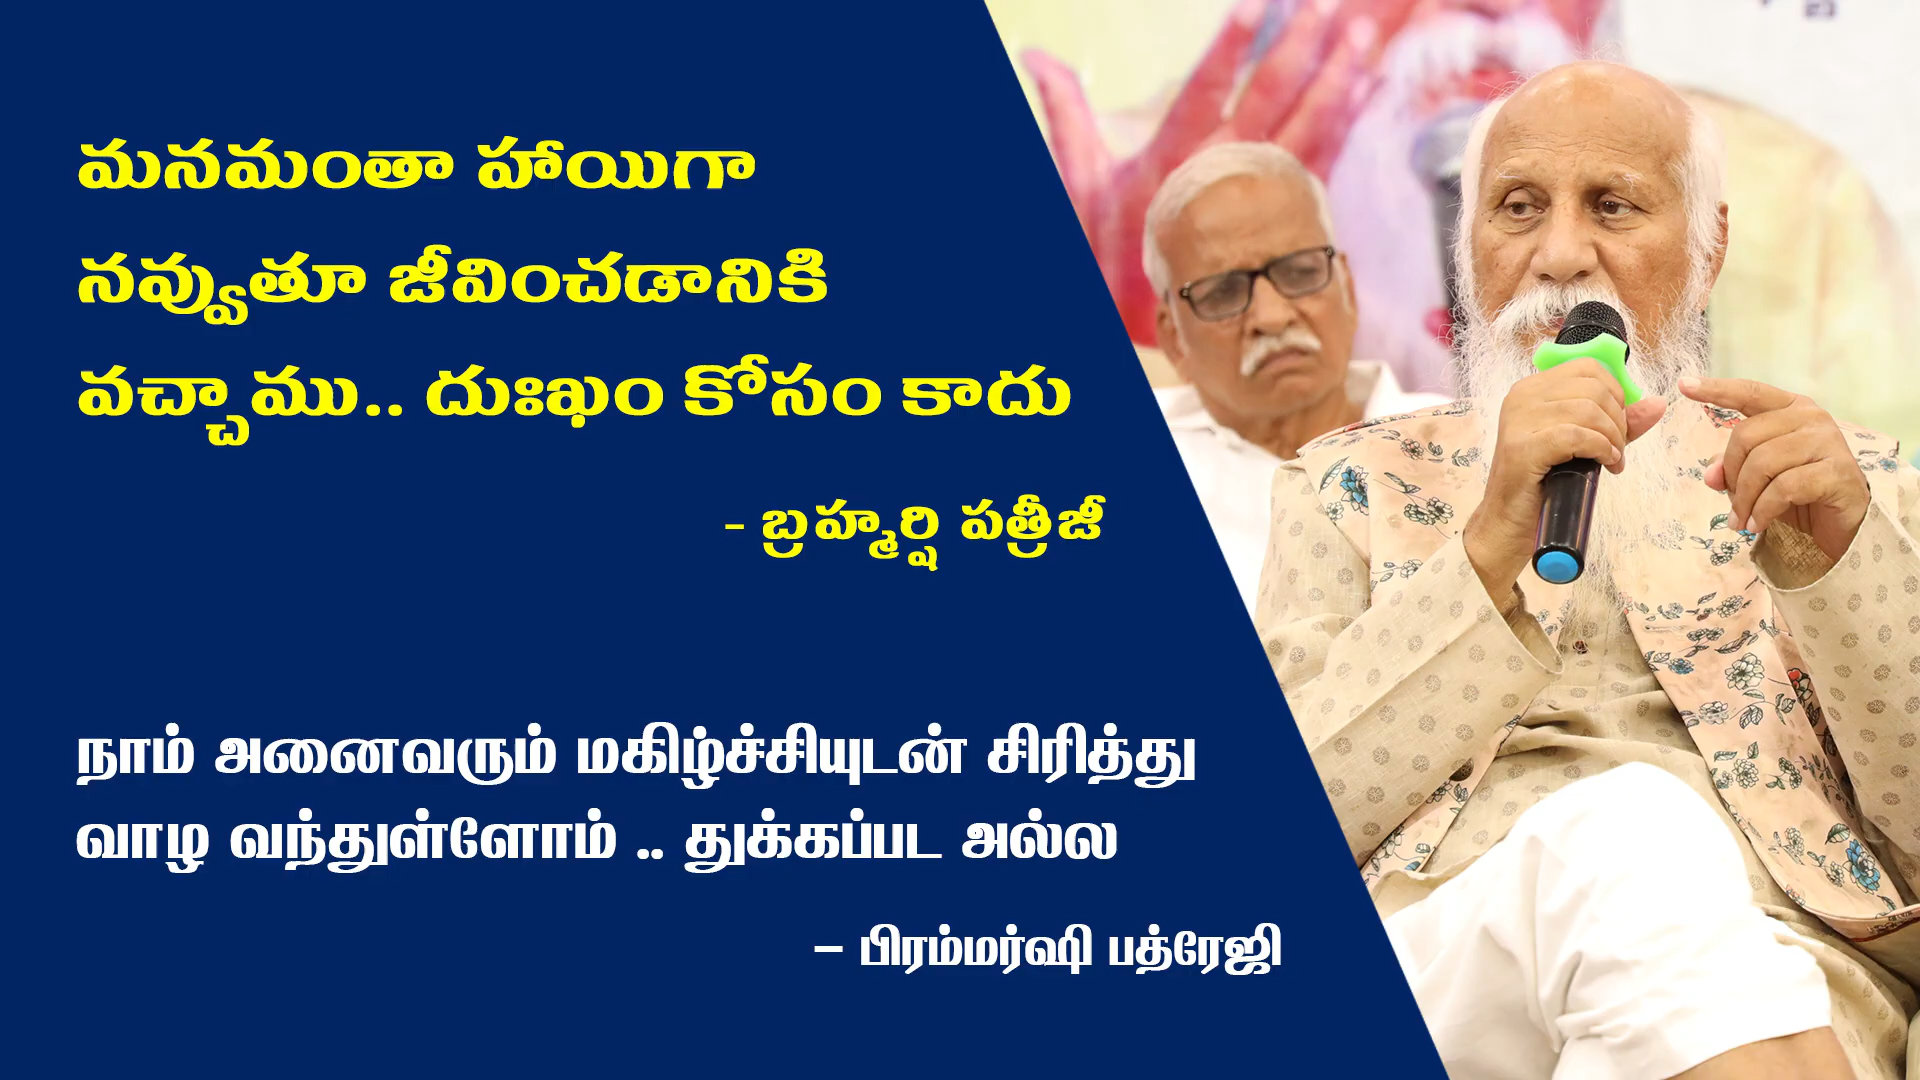 మనమంతా హాయిగా
నవ్వుతూ జీవించడానికి
వచ్చాము.. దుఃఖం కోసం కాదు
- బ్రహ్మర్షి పత్రీజీ
நாம் அனைவரும் மகிழ்ச்சியுடன் சிரித்து
வாழ வந்துள்ளோம் .. துக்கப்பட அல்ல
– பிரம்மர்ஷி பத்ரேஜி